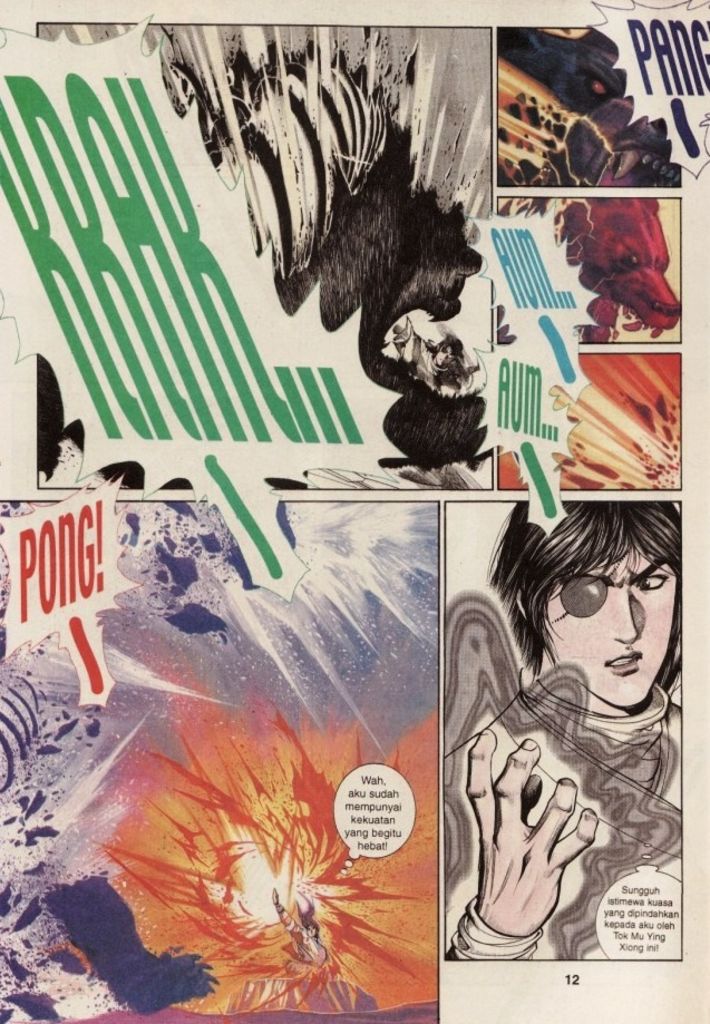 KRAK....!
PANG!
AUM....!
AUM....!
PONG!
Wah,
aku sudah
mempunyai
kekuatan
yang begitu
hebat!
Sungguh
istimewa kuasa
yang dipindahkan
kepada aku oleh
Tok Mu Ying
Xiong ini!
12